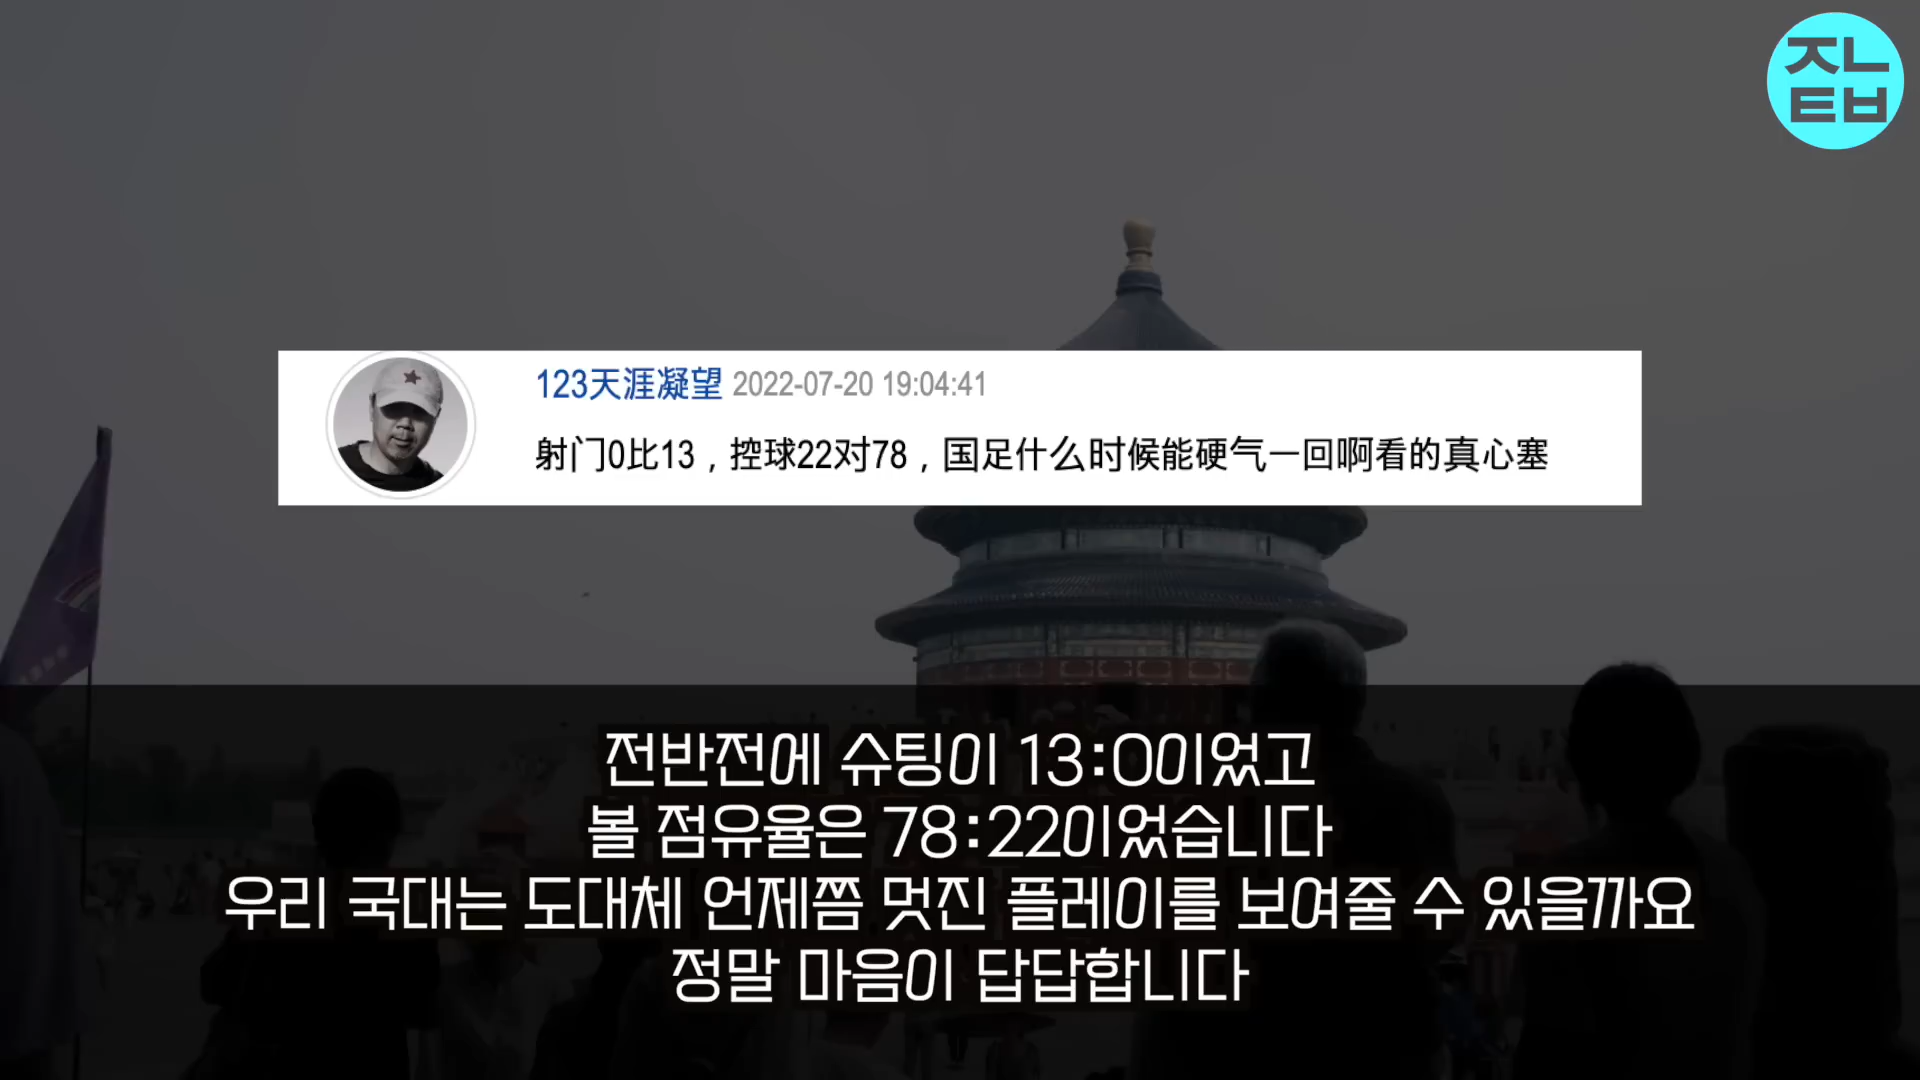 잡
ㄴ
튭
123天涯凝望 2022-07-20 19:04:41
射门0比13，控球22对78，国足什么时候能硬气一回啊看的真心塞
전반전에 슈팅이 13:0이었고
볼 점유율은 78:22이었습니다
우리 국대는 도대체 언제쯤 멋진 플레이를 보여줄 수 있을까요
정말 마음이 답답합니다